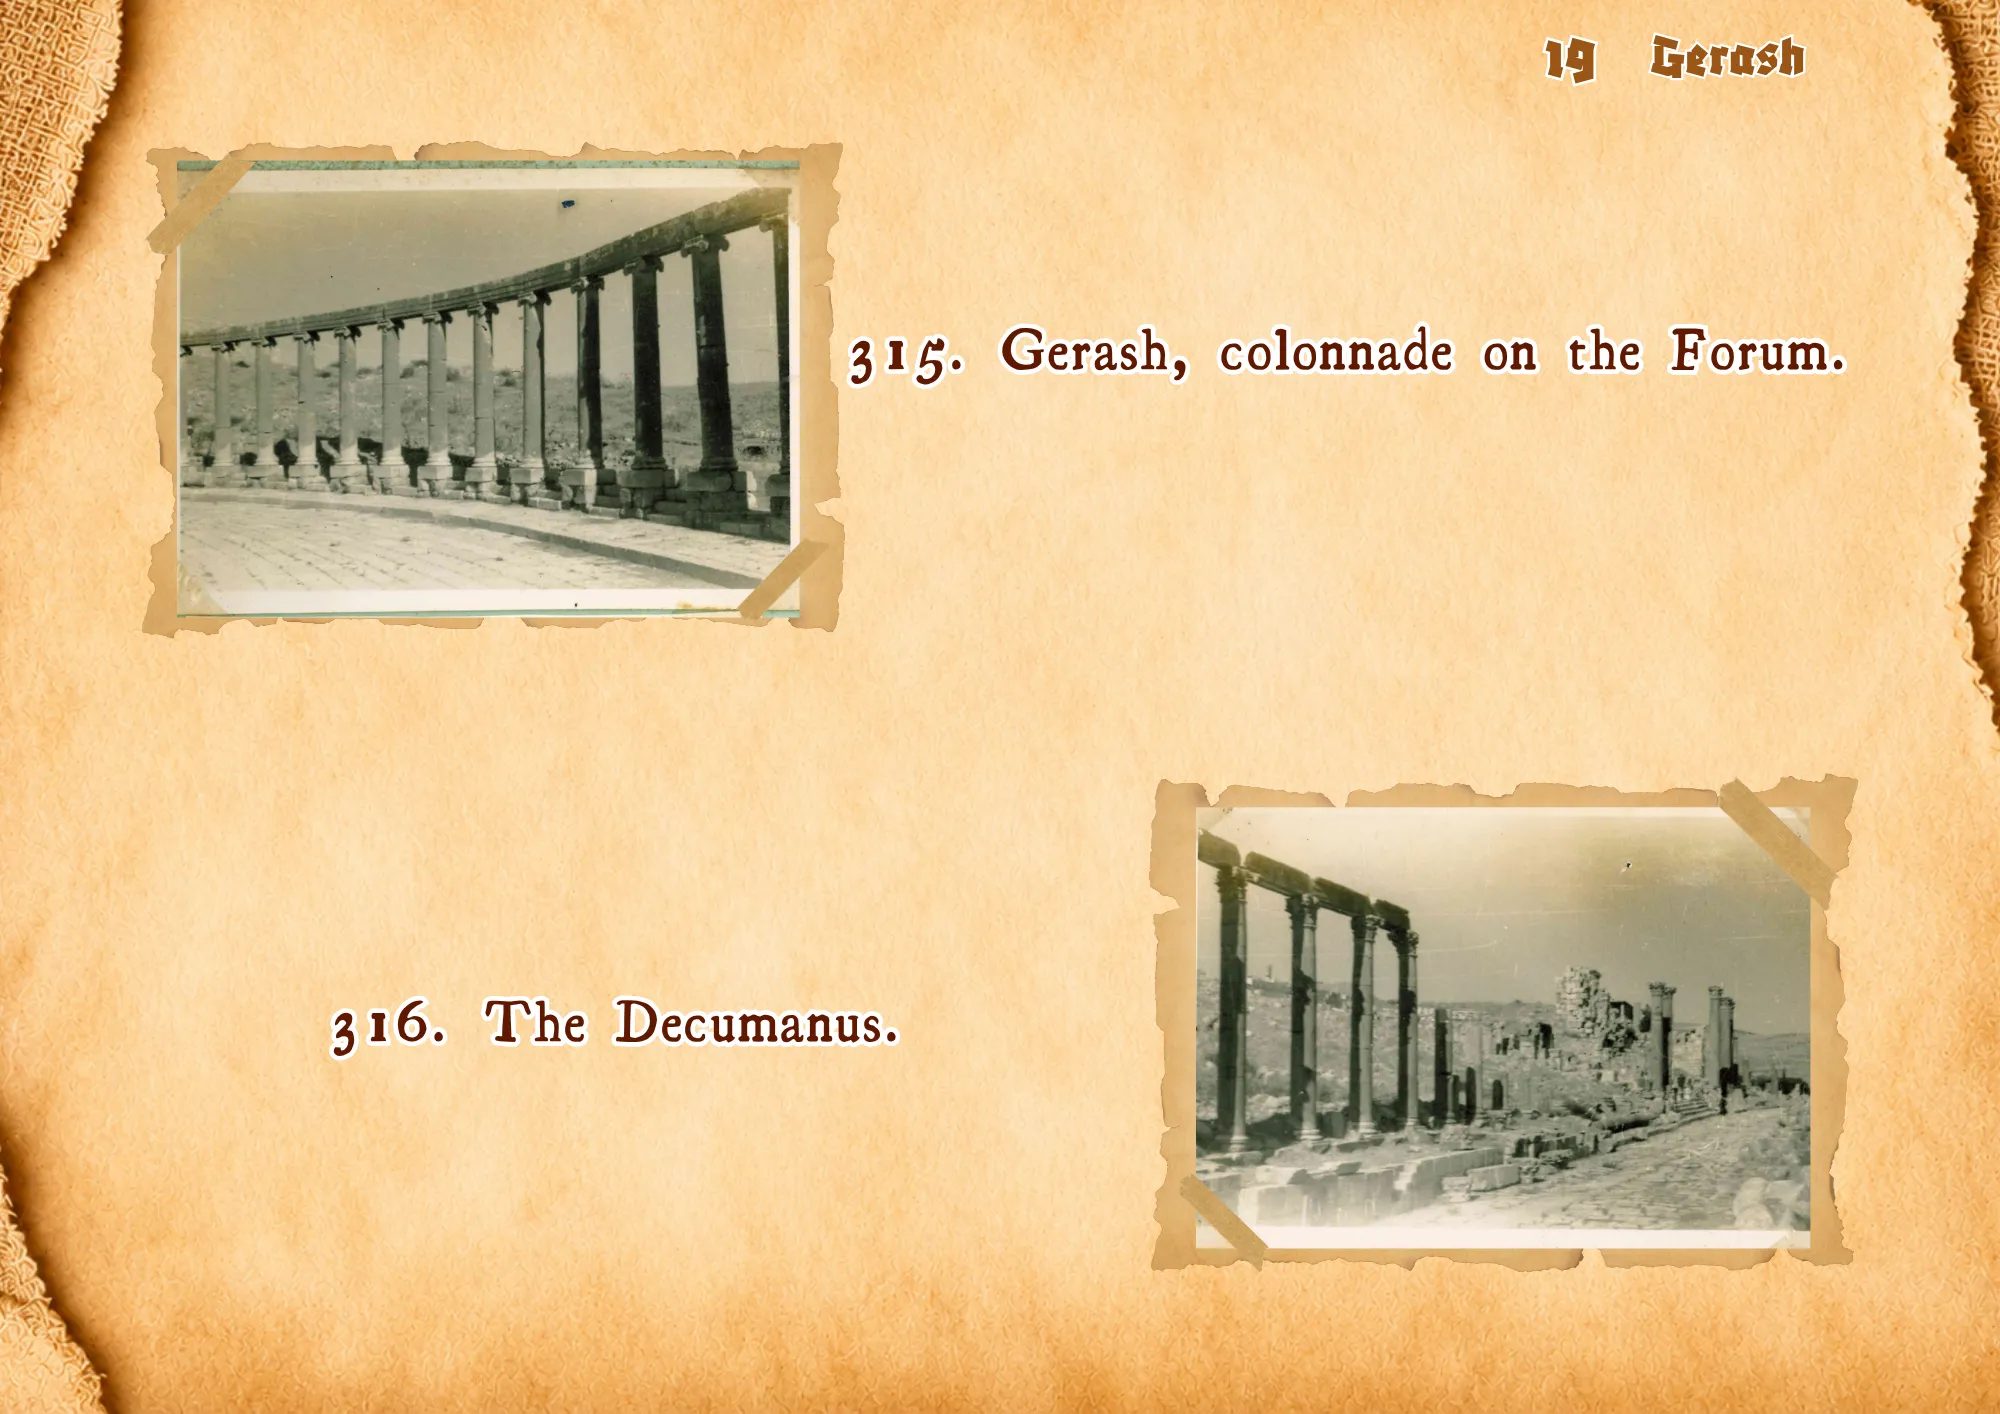 19 Gerash
315. Gerash, colonnade on the Forum.
316. The Decumanus.